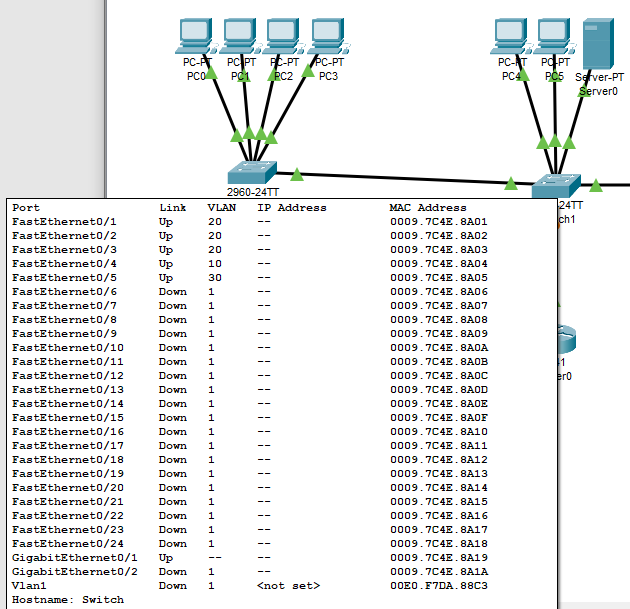 PC-PT PC-PT PC-PT PC-PT PC-PT PC-PT Server-PT
PC0 PC1 PC2 PC3 PC4 PC5 Server0
2960-24TT
24TT
ch1
Port Link VLAN IP Address MAC Address
FastEthernet0/1 Up 20 -- 0009.7C4E.8A01
FastEthernet0/2 Up 20 -- 0009.7C4E.8A02
FastEthernet0/3 Up 20 -- 0009.7C4E.8A03
FastEthernet0/4 Up 10 -- 0009.7C4E.8A04
FastEthernet0/5 Up 30 -- 0009.7C4E.8A05
FastEthernet0/6 Down 1 -- 0009.7C4E.8A06
FastEthernet0/7 Down 1 -- 0009.7C4E.8A07
FastEthernet0/8 Down 1 -- 0009.7C4E.8A08
FastEthernet0/9 Down 1 -- 0009.7C4E.8A09
FastEthernet0/10 Down 1 -- 0009.7C4E.8A0A
FastEthernet0/11 Down 1 -- 0009.7C4E.8A0B
FastEthernet0/12 Down 1 -- 0009.7C4E.8A0C
FastEthernet0/13 Down 1 -- 0009.7C4E.8A0D
FastEthernet0/14 Down 1 -- 0009.7C4E.8A0E
FastEthernet0/15 Down 1 -- 0009.7C4E.8A0F
FastEthernet0/16 Down 1 -- 0009.7C4E.8A10
FastEthernet0/17 Down 1 -- 0009.7C4E.8A11
FastEthernet0/18 Down 1 -- 0009.7C4E.8A12
FastEthernet0/19 Down 1 -- 0009.7C4E.8A13
FastEthernet0/20 Down 1 -- 0009.7C4E.8A14
FastEthernet0/21 Down 1 -- 0009.7C4E.8A15
FastEthernet0/22 Down 1 -- 0009.7C4E.8A16
FastEthernet0/23 Down 1 -- 0009.7C4E.8A17
FastEthernet0/24 Down 1 -- 0009.7C4E.8A18
GigabitEthernet0/1 Up -- -- 0009.7C4E.8A19
GigabitEthernet0/2 Down 1 -- 0009.7C4E.8A1A
Vlan1 Down 1 <not set> 00E0.F7DA.88C3
Hostname: Switch
41
er0